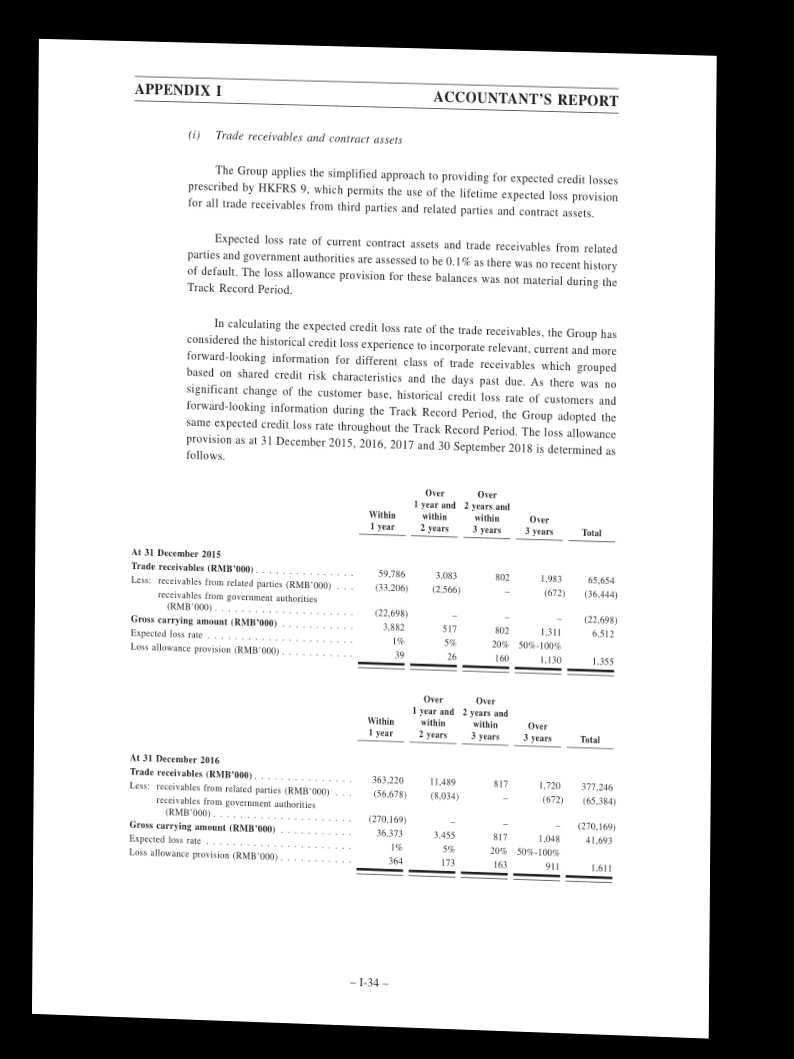 APPENDIX I ACCOUNTANT'S REPORT
(i) Trade receivables and contract assets
The Group applies the simplified approach to providing for expected credit losses
prescribed by HKFRS 9, which permits the use of the lifetime expected loss provision
for all trade receivables from third parties and related parties and contract assets.
Expected loss rate of current contract assets and trade receivables from related
parties and government authorities are assessed to be 0.1% as there was no recent history
of default. The loss allowance provision for these balances was not material during the
Track Record Period.
In calculating the expected credit loss rate of the trade receivables, the Group has
considered the historical credit loss experience to incorporate relevant, current and more
forward-looking information for different class of trade receivables which grouped
based on shared credit risk characteristics and the days past due. As there was no
significant change of the customer base, historical credit loss rate of customers and
forward-looking information during the Track Record Period, the Group adopted the
same expected credit loss rate throughout the Track Record Period. The loss allowance
provision as at 31 December 2015, 2016, 2017 and 30 September 2018 is determined as
follows.
Over Over
1 year and 2 years and
Within within within Over
1 year 2 years 3 years 3 years Total
At 31 December 2015
Trade receivables (RMB'000) . . . . . . . . . . . . . . . 59,786 3,083 802 1,983 65,654
Less: receivables from related parties (RMB'000) . . . (33,206) (2,566) – (672) (36,444)
receivables from government authorities
(RMB'000) . . . . . . . . . . . . . . . . . . . . . (22,698) – – – (22,698)
Gross carrying amount (RMB'000) . . . . . . . . . . . 3,882 517 802 1,311 6,512
Expected loss rate . . . . . . . . . . . . . . . . . . . . . . 1% 5% 20% 50%-100%
Loss allowance provision (RMB'000) . . . . . . . . . . . 39 26 160 1,130 1,355
Over Over
1 year and 2 years and
Within within within Over
1 year 2 years 3 years 3 years Total
At 31 December 2016
Trade receivables (RMB'000) . . . . . . . . . . . . . . . 363,220 11,489 817 1,720 377,246
Less: receivables from related parties (RMB'000) . . . (56,678) (8,034) – (672) (65,384)
receivables from government authorities
(RMB'000) . . . . . . . . . . . . . . . . . . . . . (270,169) – – – (270,169)
Gross carrying amount (RMB'000) . . . . . . . . . . . 36,373 3,455 817 1,048 41,693
Expected loss rate . . . . . . . . . . . . . . . . . . . . . . 1% 5% 20% 50%-100%
Loss allowance provision (RMB'000) . . . . . . . . . . . 364 173 163 911 1,611
– I-34 –